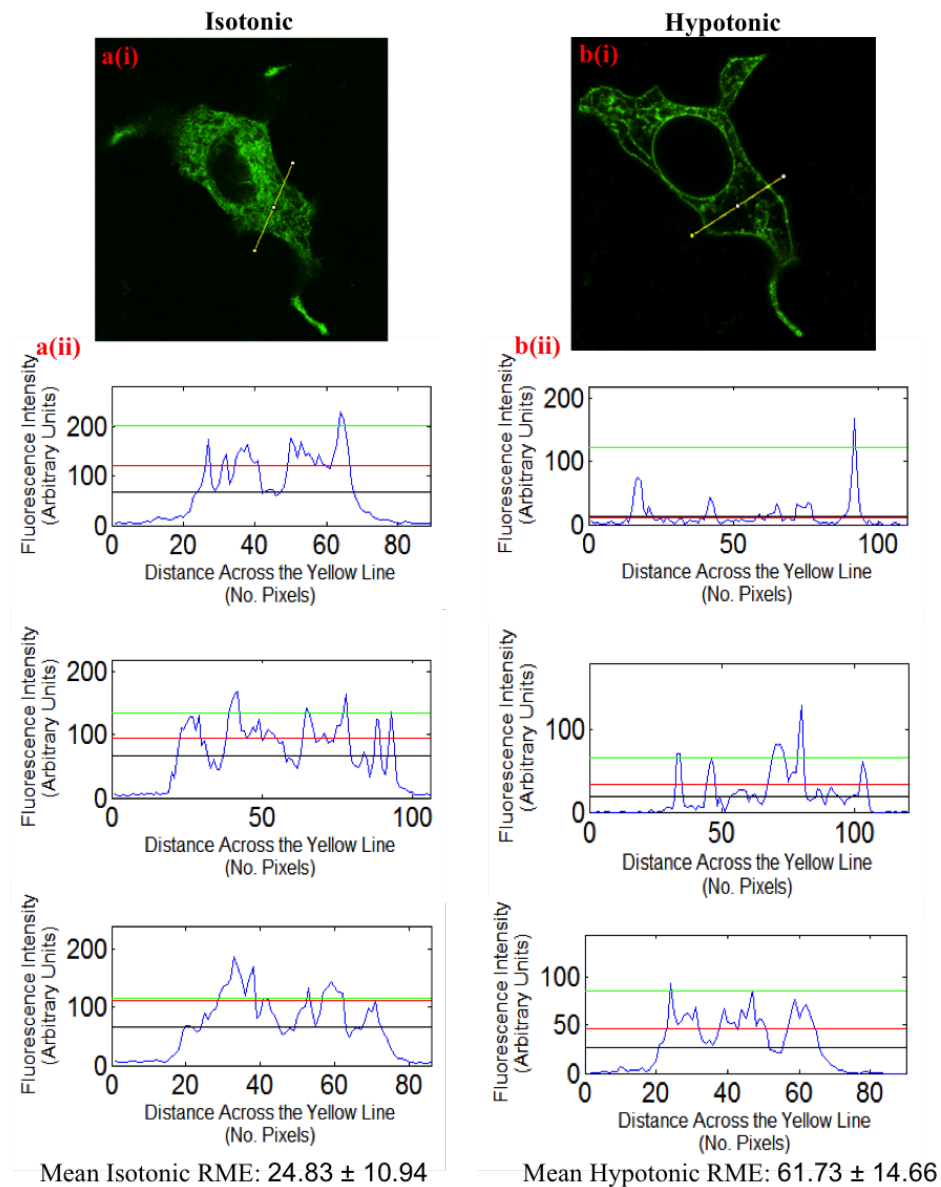 Isotonic
Hypotonic
a(i)
b(i)
a(ii)
b(ii)
Fluorescence Intensity
(Arbitrary Units)
200
100
0
0
20
40
60
80
Distance Across the Yellow Line
(No. Pixels)
Fluorescence Intensity
(Arbitrary Units)
200
100
0
0
50
100
Distance Across the Yellow Line
(No. Pixels)
Fluorescence Intensity
(Arbitrary Units)
200
100
0
0
50
100
Distance Across the Yellow Line
(No. Pixels)
Fluorescence Intensity
(Arbitrary Units)
100
0
0
50
100
Distance Across the Yellow Line
(No. Pixels)
Fluorescence Intensity
(Arbitrary Units)
200
100
0
0
20
40
60
80
Distance Across the Yellow Line
(No. Pixels)
Fluorescence Intensity
(Arbitrary Units)
100
50
0
0
20
40
60
80
Distance Across the Yellow Line
(No. Pixels)
Mean Isotonic RME: 24.83 ± 10.94
Mean Hypotonic RME: 61.73 ± 14.66